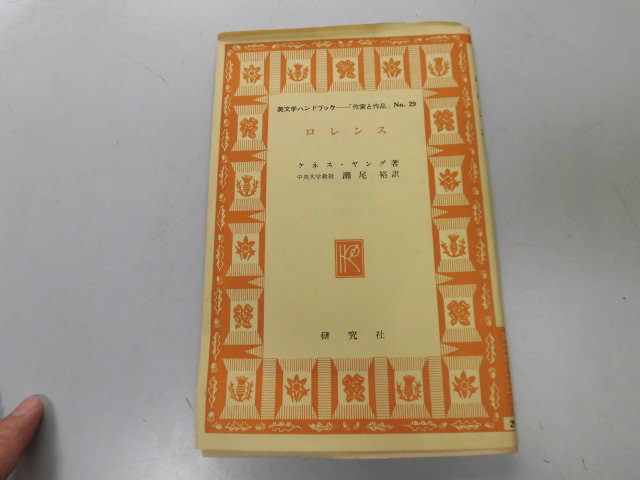 英文学ハンドブック――「作家と作品」 No. 29
ロレンス
ケネス・ヤング著
中央大学教授 瀬尾裕訳
研究社